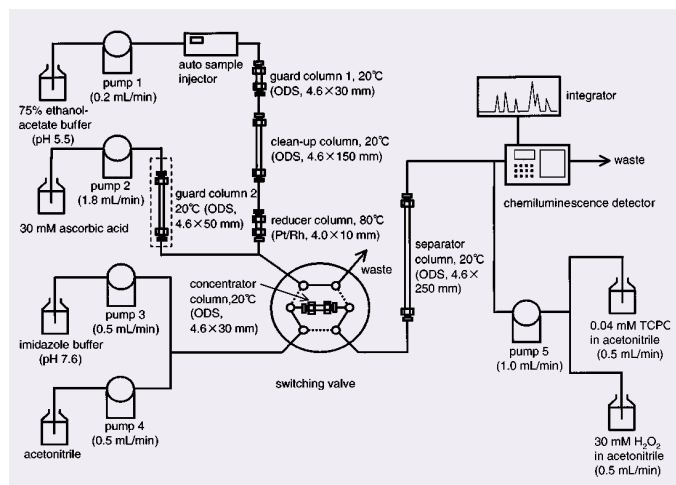 pump 1
(0.2 mL/min)
auto sample
injector
75% ethanol-
acetate buffer
(pH 5.5)
guard column 1, 20℃
(ODS, 4.6×30 mm)
clean-up column, 20℃
(ODS, 4.6×150 mm)
pump 2
(1.8 mL/min)
30 mM ascorbic acid
guard column 2
20℃ (ODS,
4.6×50 mm)
reducer column, 80℃
(Pt/Rh, 4.0×10 mm)
waste
concentrator
column,20℃
(ODS,
4.6×30 mm)
switching valve
pump 3
(0.5 mL/min)
imidazole buffer
(pH 7.6)
pump 4
(0.5 mL/min)
acetonitrile
separator
column, 20℃
(ODS, 4.6×
250 mm)
integrator
waste
chemiluminescence detector
pump 5
(1.0 mL/min)
0.04 mM TCPO
in acetonitrile
(0.5 mL/min)
30 mM H₂O₂
in acetonitrile
(0.5 mL/min)